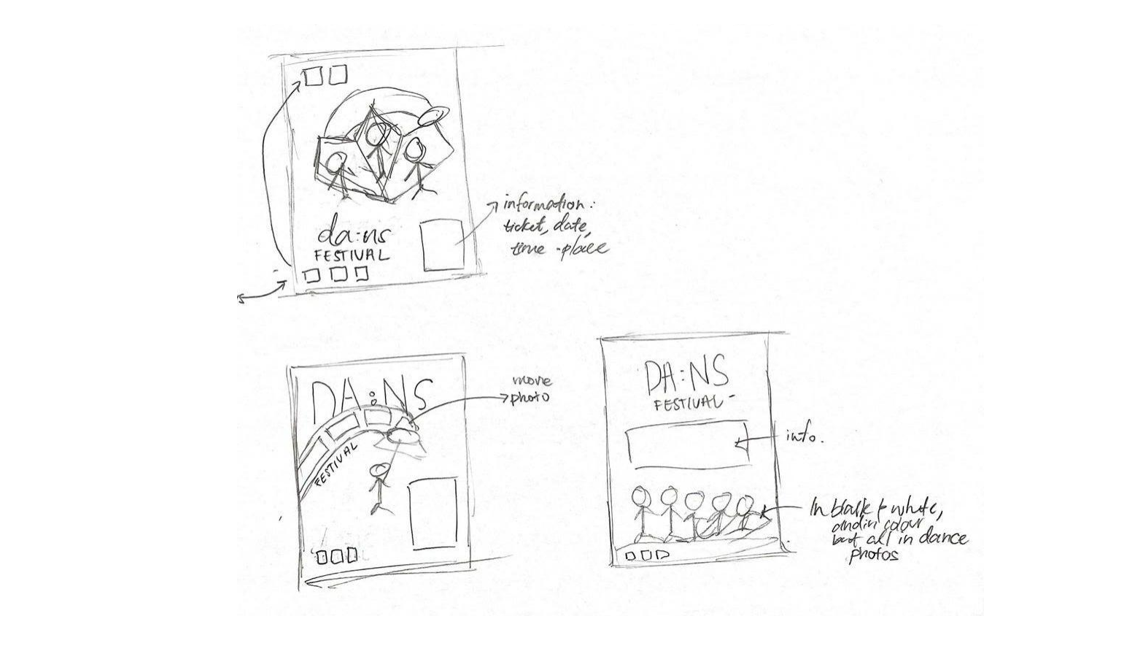 da:ns
FESTIVAL
information:
ticket, date,
time - place
DA:NS
FESTIVAL
move
photo
DA:NS
FESTIVAL-
info.
In black & white,
and in colour
but all in dance
photos